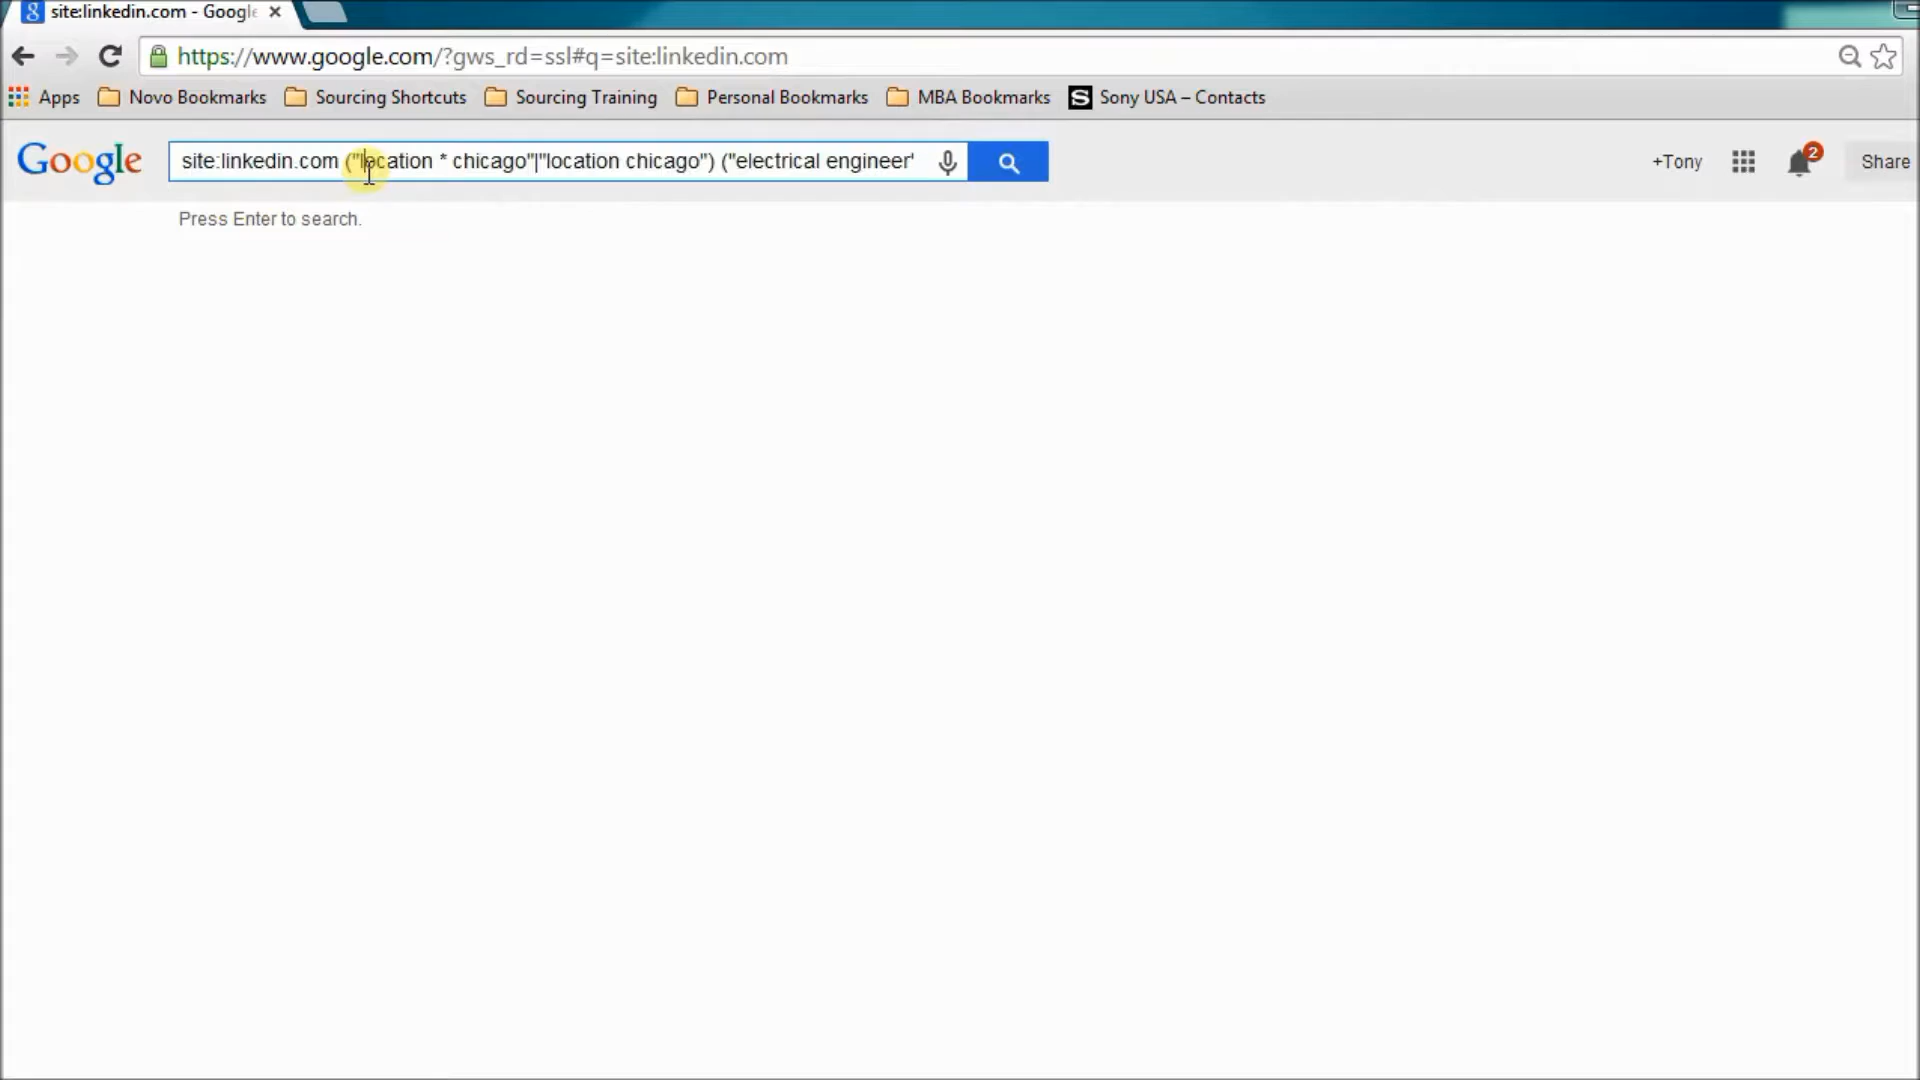 site:linkedin.com - Google
https://www.google.com/?gws_rd=ssl#q=site:linkedin.com
Apps Novo Bookmarks Sourcing Shortcuts Sourcing Training Personal Bookmarks MBA Bookmarks S Sony USA – Contacts
Google site:linkedin.com ("location * chicago"|"location chicago") ("electrical engineer" +Tony 2 Share
Press Enter to search.